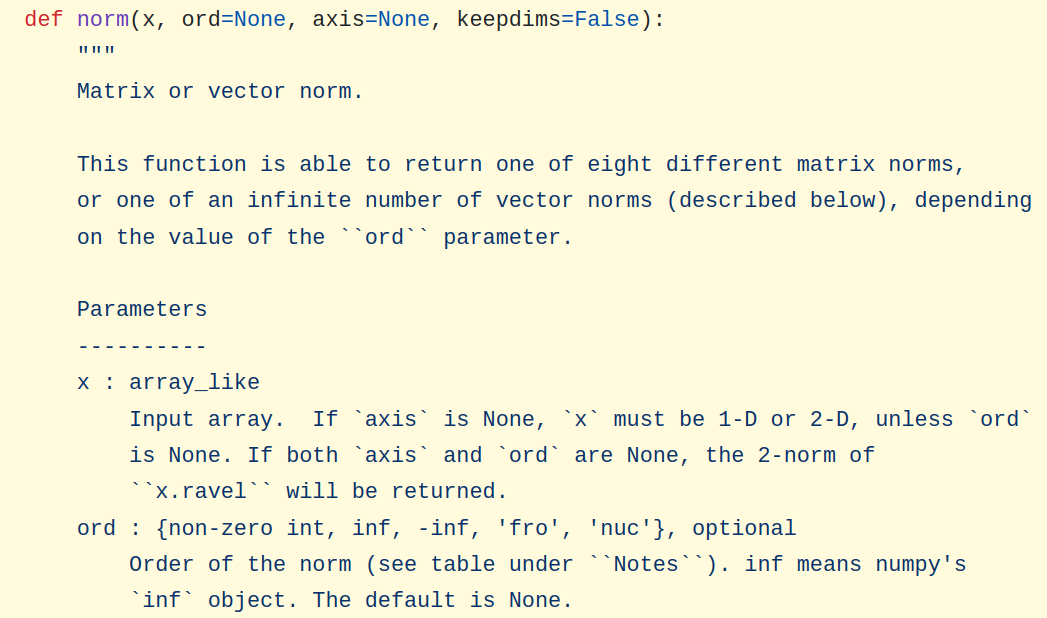 def norm(x, ord=None, axis=None, keepdims=False):
    """
    Matrix or vector norm.

    This function is able to return one of eight different matrix norms,
    or one of an infinite number of vector norms (described below), depending
    on the value of the ``ord`` parameter.

    Parameters
    ----------
    x : array_like
        Input array.  If `axis` is None, `x` must be 1-D or 2-D, unless `ord`
        is None. If both `axis` and `ord` are None, the 2-norm of
        ``x.ravel`` will be returned.
    ord : {non-zero int, inf, -inf, 'fro', 'nuc'}, optional
        Order of the norm (see table under ``Notes``). inf means numpy's
        `inf` object. The default is None.